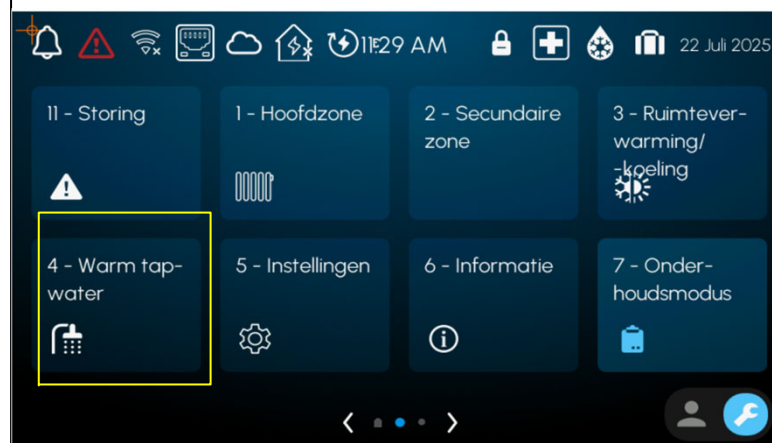 11:29 AM
22 Juli 2025
11 - Storing
1 - Hoofdzone
2 - Secundaire
zone
3 - Ruimtever-
warming/
-koeling
4 - Warm tap-
water
5 - Instellingen
6 - Informatie
7 - Onder-
houdsmodus